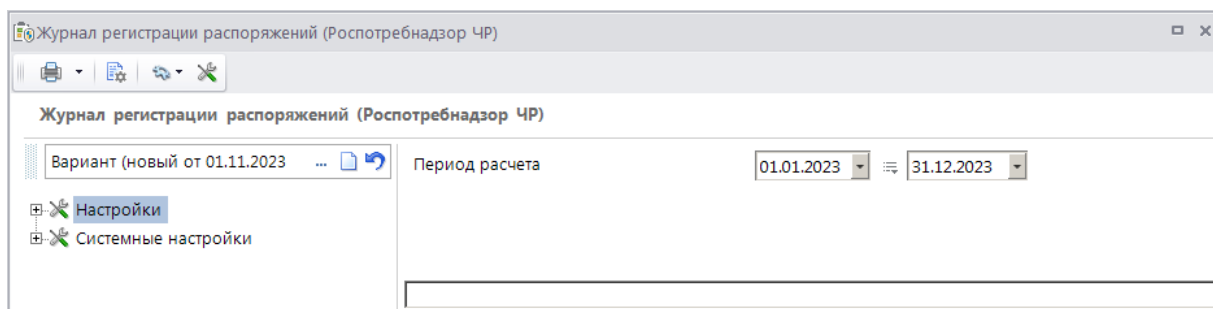 Журнал регистрации распоряжений (Роспотребнадзор ЧР)
Журнал регистрации распоряжений (Роспотребнадзор ЧР)
Вариант (новый от 01.11.2023 ...
Период расчета 01.01.2023 31.12.2023
Настройки
Системные настройки